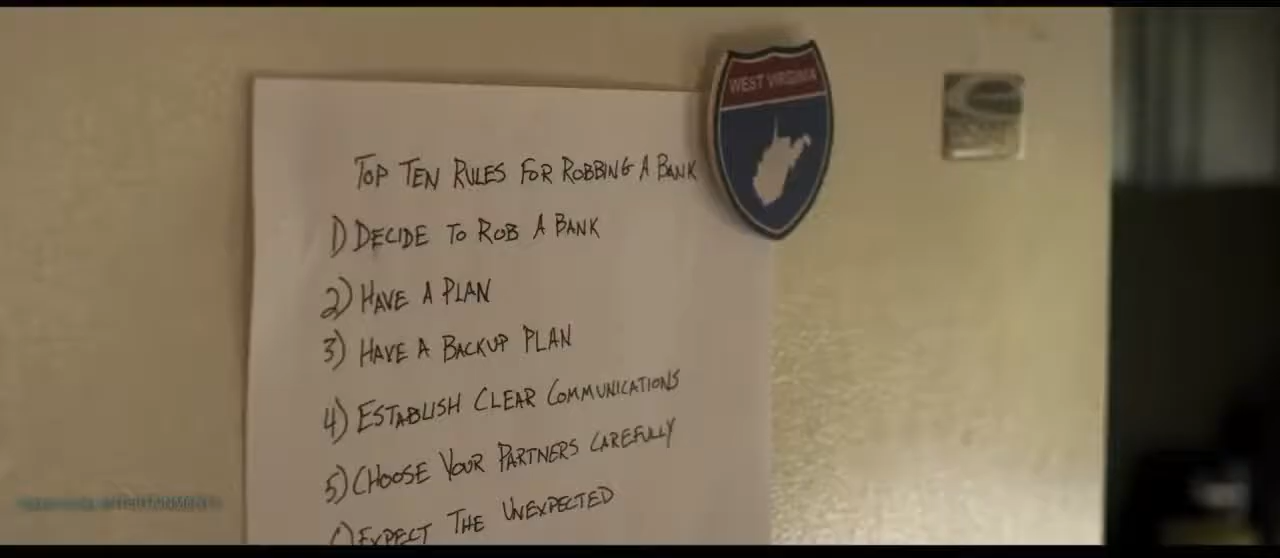 TOP TEN RULES FOR ROBBING A BANK
1) DECIDE TO ROB A BANK
2) HAVE A PLAN
3) HAVE A BACKUP PLAN
4) ESTABLISH CLEAR COMMUNICATIONS
5) CHOOSE YOUR PARTNERS CAREFULLY
6) EXPECT THE UNEXPECTED
WEST VIRGINIA